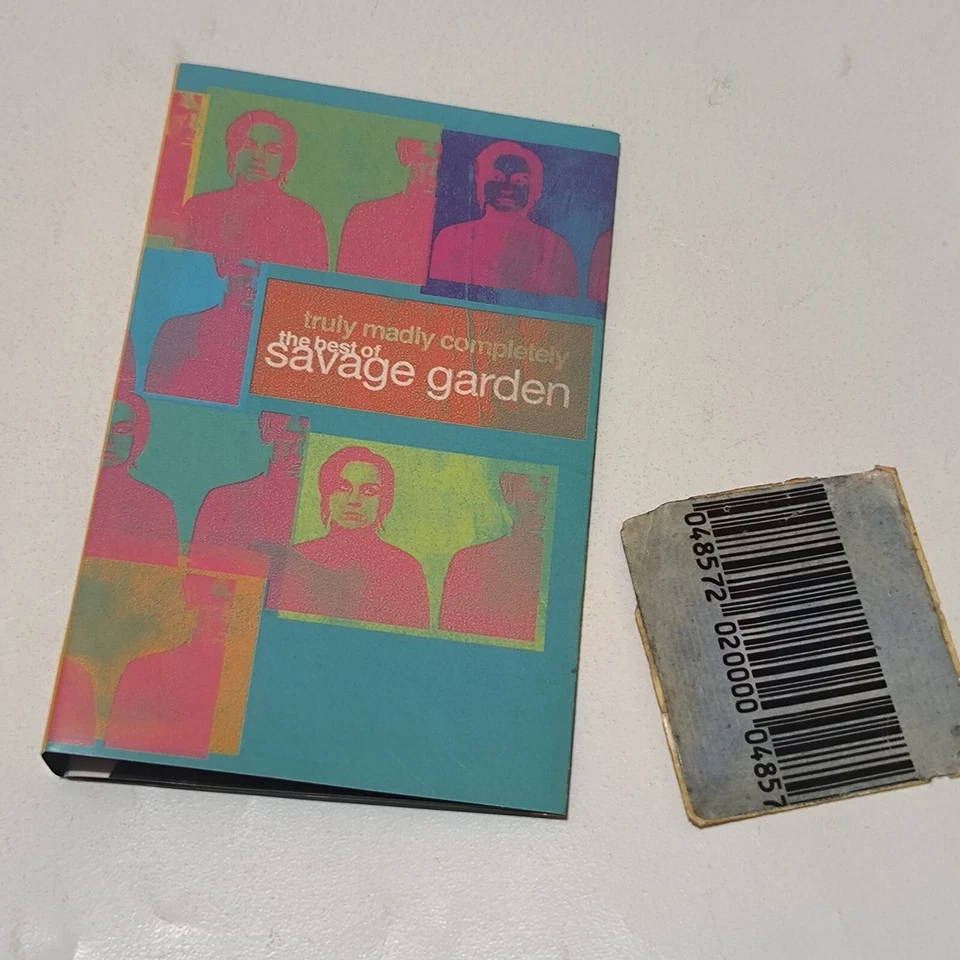 truly madly completely
the best of
savage garden
048572 020000 04857